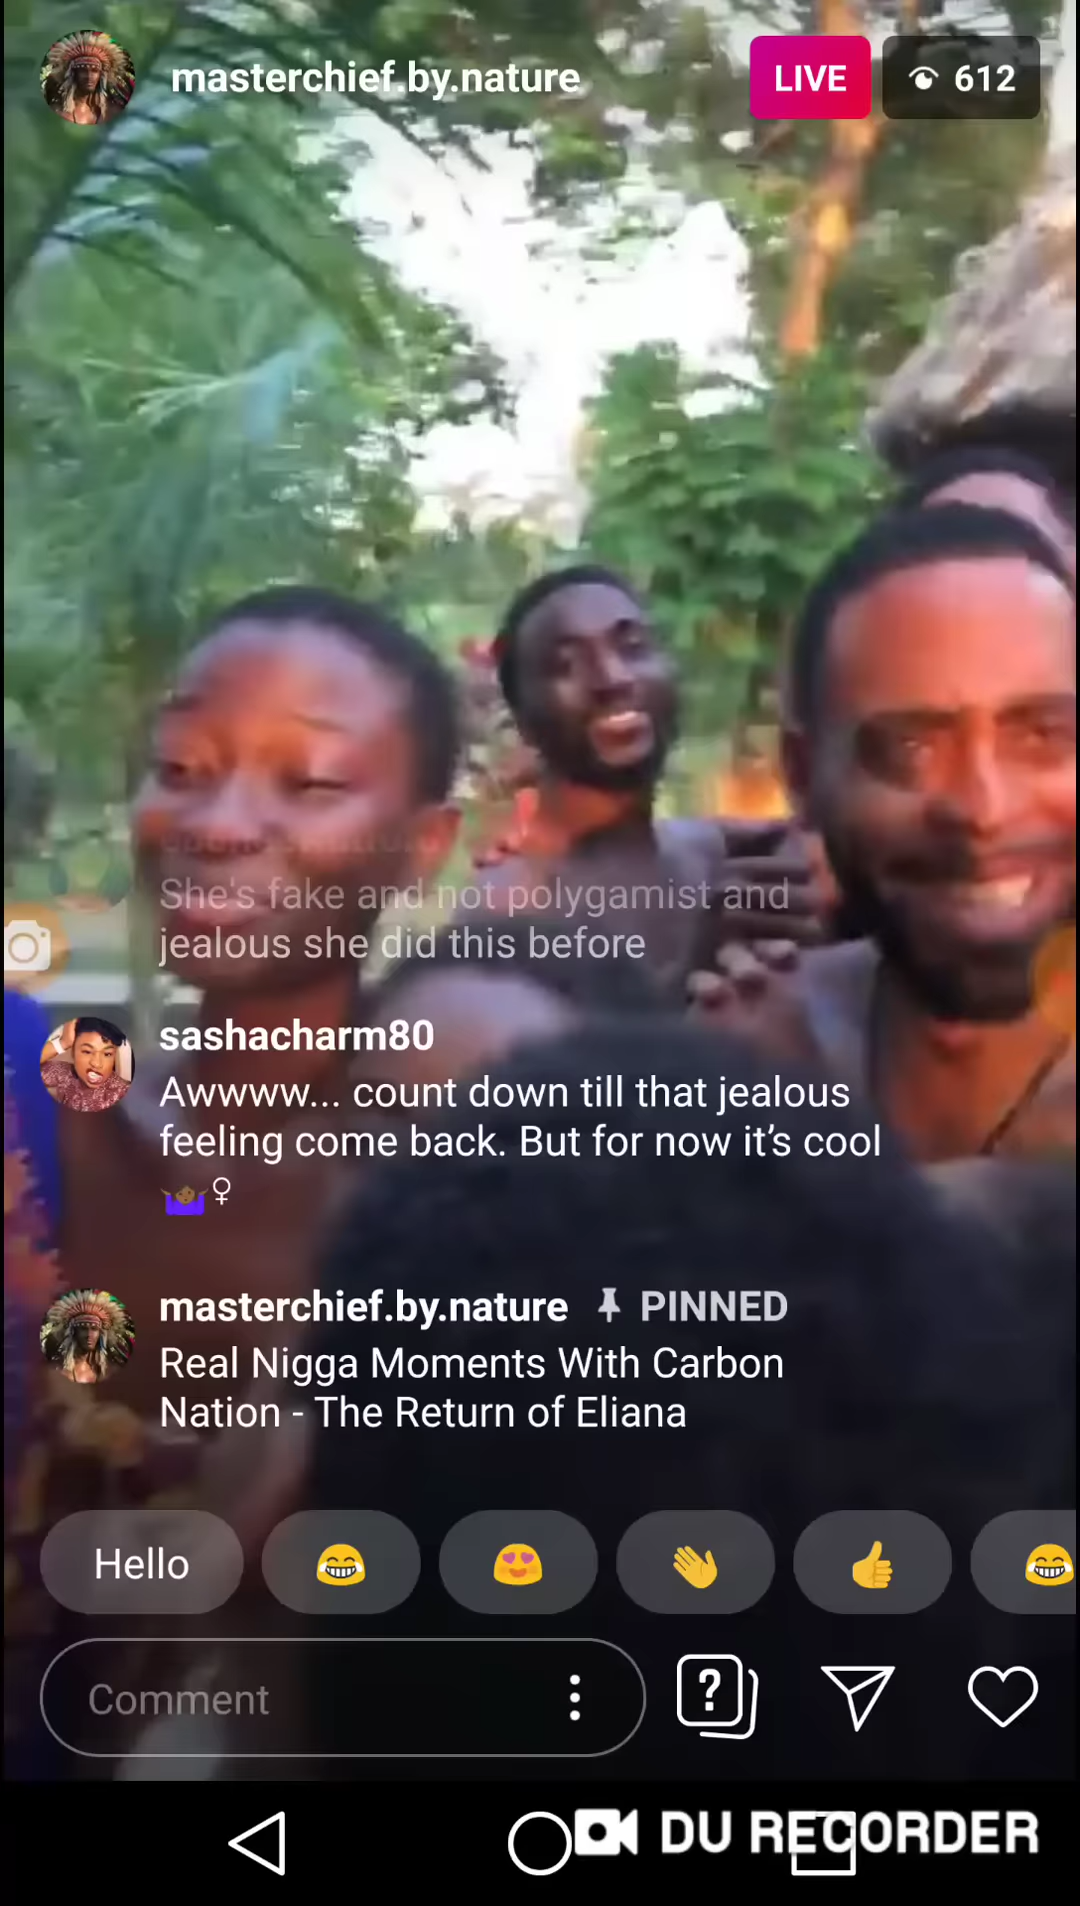 masterchief.by.nature
LIVE
612
She's fake and not polygamist and
jealous she did this before
sashacharm80
Awwww... count down till that jealous
feeling come back. But for now it’s cool
🤷🏾♀
masterchief.by.nature PINNED
Real Nigga Moments With Carbon
Nation - The Return of Eliana
Hello
Comment
?
DU RECORDER